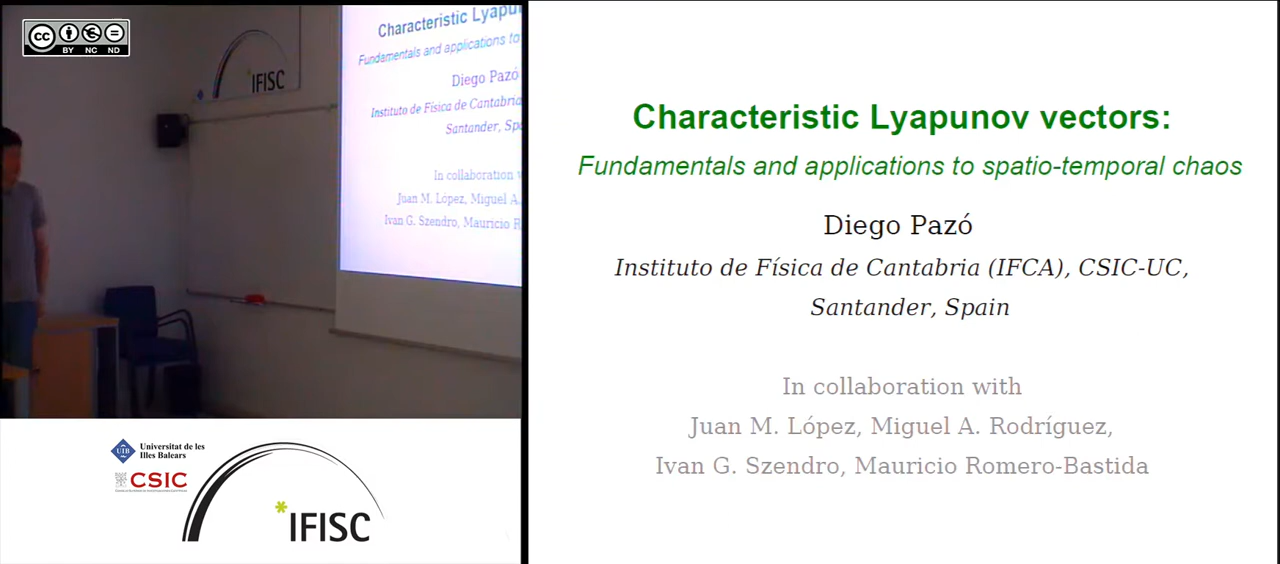 cc
BY NC ND
IFISC
Characteristic Lyapu
Fundamentals and applications to
Diego Pazó
Instituto de Física de Cantabria
Santander, Spa
In collaboration
Juan M. López, Miguel A.
Ivan G. Szendro, Mauricio R
UIB
Universitat de les
Illes Balears
CSIC
IFISC
Characteristic Lyapunov vectors:
Fundamentals and applications to spatio-temporal chaos
Diego Pazó
Instituto de Física de Cantabria (IFCA), CSIC-UC,
Santander, Spain
In collaboration with
Juan M. López, Miguel A. Rodríguez,
Ivan G. Szendro, Mauricio Romero-Bastida